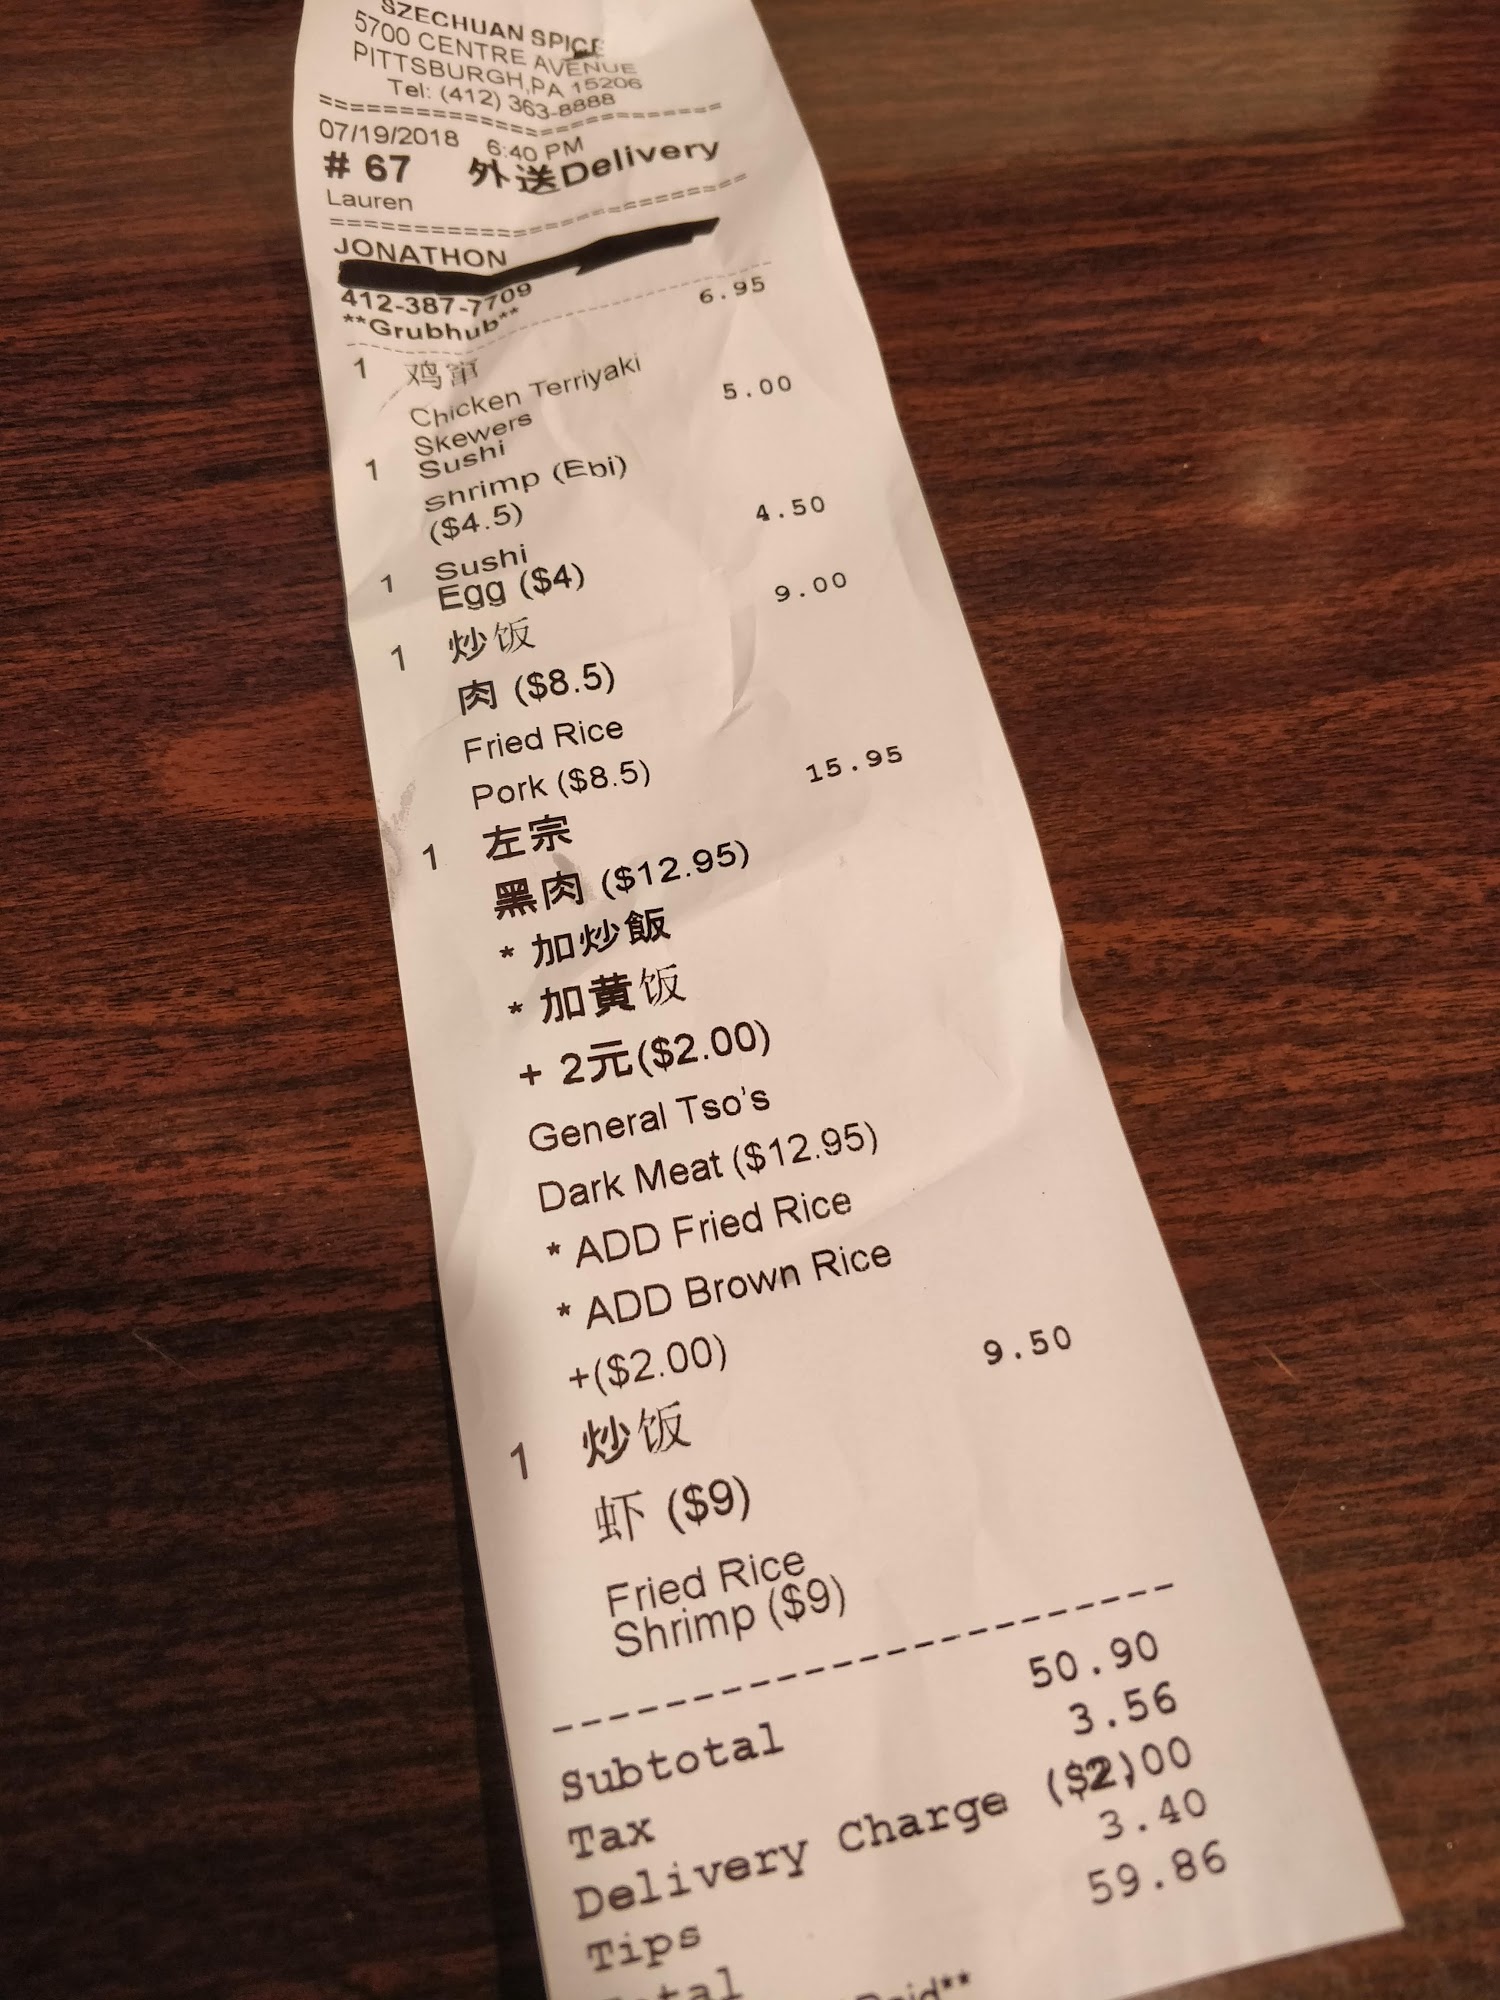 SZECHUAN SPICE
5700 CENTRE AVENUE
PITTSBURGH,PA 15206
Tel: (412) 363-8888
07/19/2018 6:40 PM
# 67 外送Delivery
Lauren
JONATHON
412-387-7709
**Grubhub**
1 鸡窜 6.95
Chicken Terriyaki
Skewers
1 Sushi 5.00
Shrimp (Ebi)
($4.5)
1 Sushi 4.50
Egg ($4)
1 炒饭 9.00
肉 ($8.5)
Fried Rice
Pork ($8.5)
1 左宗 15.95
黑肉 ($12.95)
* 加炒飯
* 加黄饭
+ 2元($2.00)
General Tso's
Dark Meat ($12.95)
* ADD Fried Rice
* ADD Brown Rice
+($2.00)
1 炒饭 9.50
虾 ($9)
Fried Rice
Shrimp ($9)
Subtotal 50.90
Tax 3.56
Delivery Charge ($2) 2.00
Tips 3.40
59.86